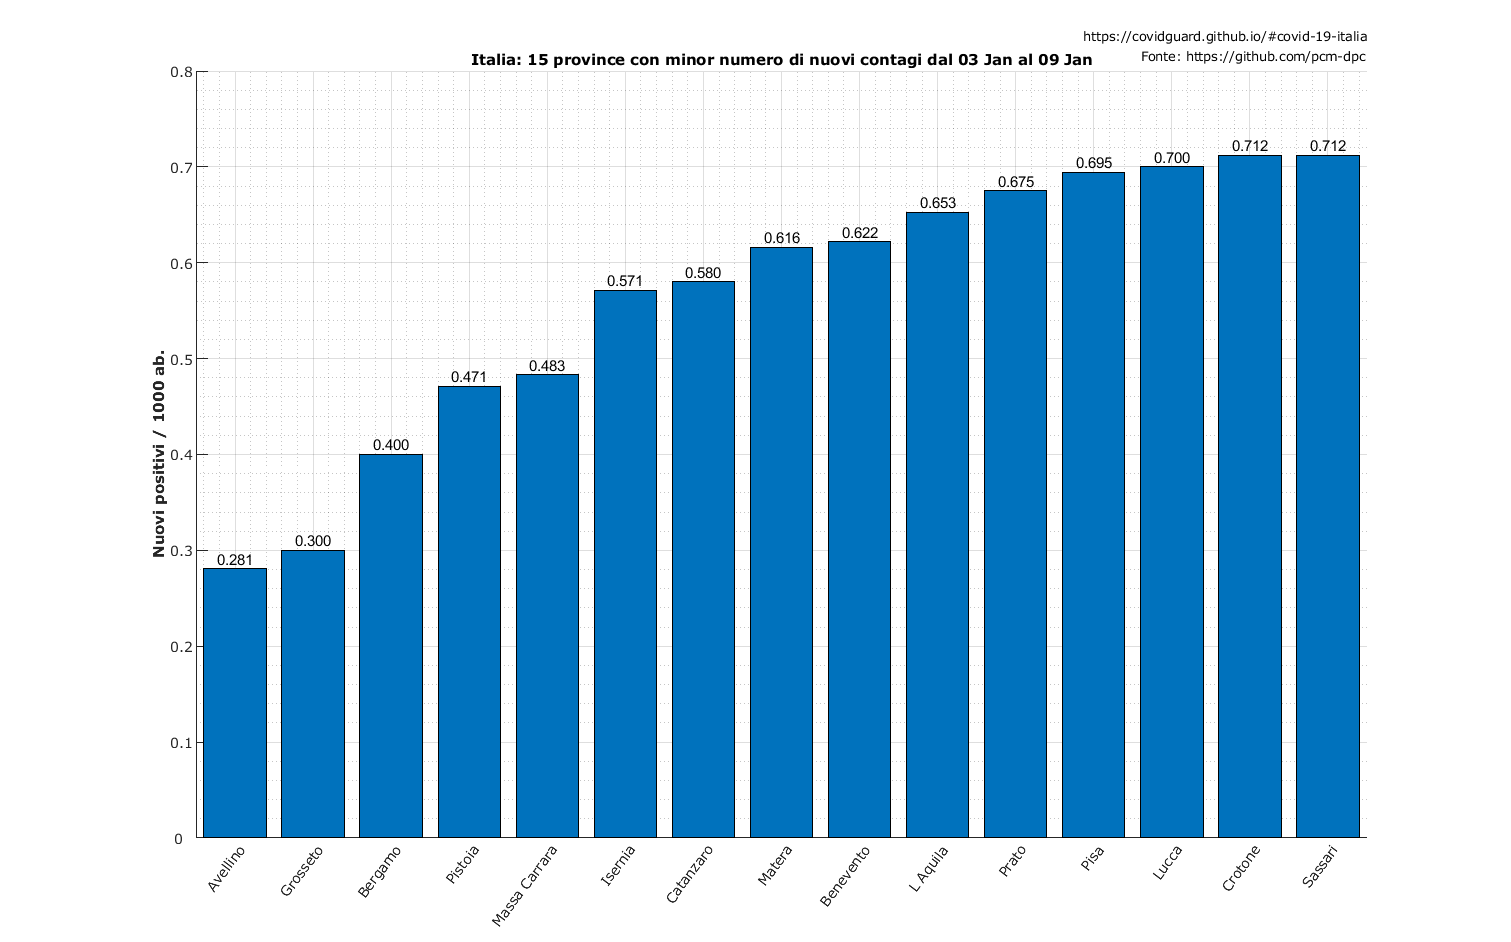 https://covidguard.github.io/#covid-19-italia
Fonte: https://github.com/pcm-dpc
Italia: 15 province con minor numero di nuovi contagi dal 03 Jan al 09 Jan
Nuovi positivi / 1000 ab.
0.8
0.7
0.6
0.5
0.4
0.3
0.2
0.1
0
0.281
0.300
0.400
0.471
0.483
0.571
0.580
0.616
0.622
0.653
0.675
0.695
0.700
0.712
0.712
Avellino
Grosseto
Bergamo
Pistoia
Massa Carrara
Isernia
Catanzaro
Matera
Benevento
L Aquila
Prato
Pisa
Lucca
Crotone
Sassari